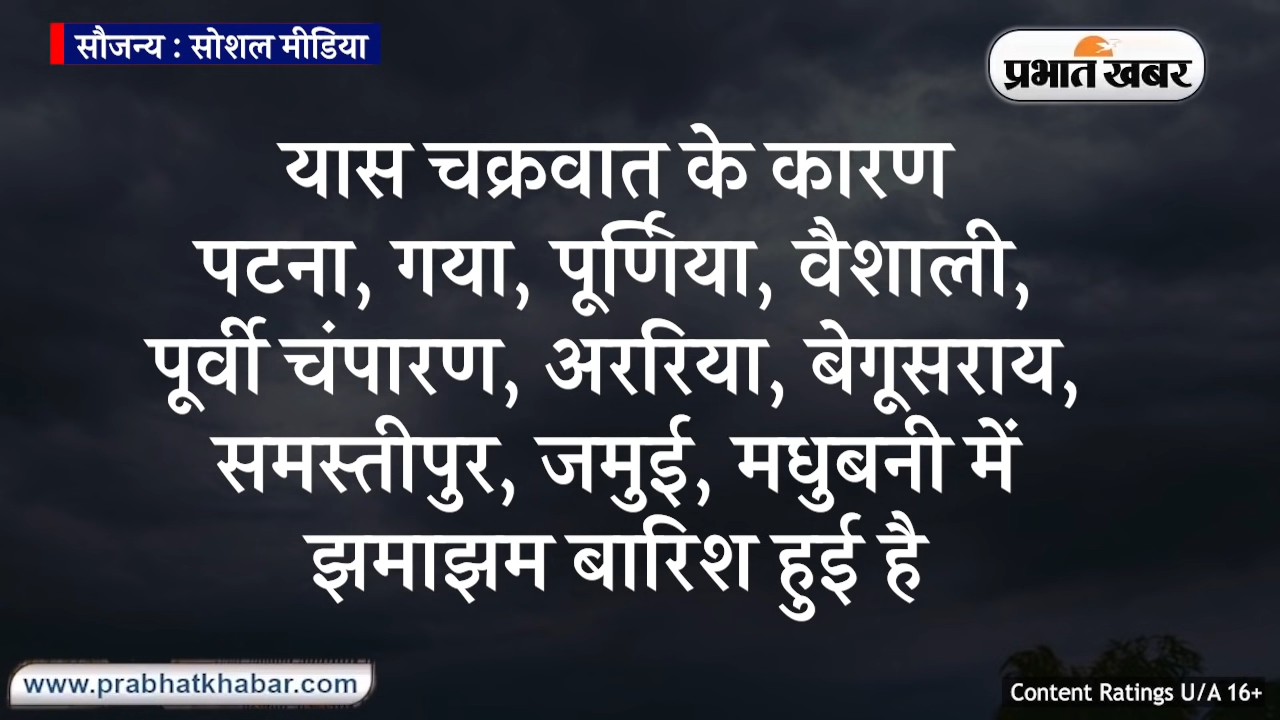 सौजन्य : सोशल मीडिया
प्रभात खबर
यास चक्रवात के कारण
पटना, गया, पूर्णिया, वैशाली,
पूर्वी चंपारण, अररिया, बेगूसराय,
समस्तीपुर, जमुई, मधुबनी में
झमाझम बारिश हुई है
www.prabhatkhabar.com
Content Ratings U/A 16+